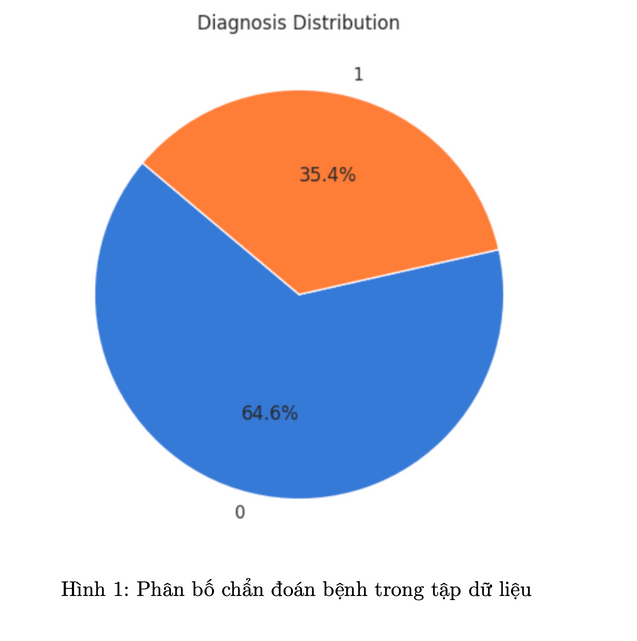 Diagnosis Distribution
1
35.4%
64.6%
0
Hình 1: Phân bố chẩn đoán bệnh trong tập dữ liệu